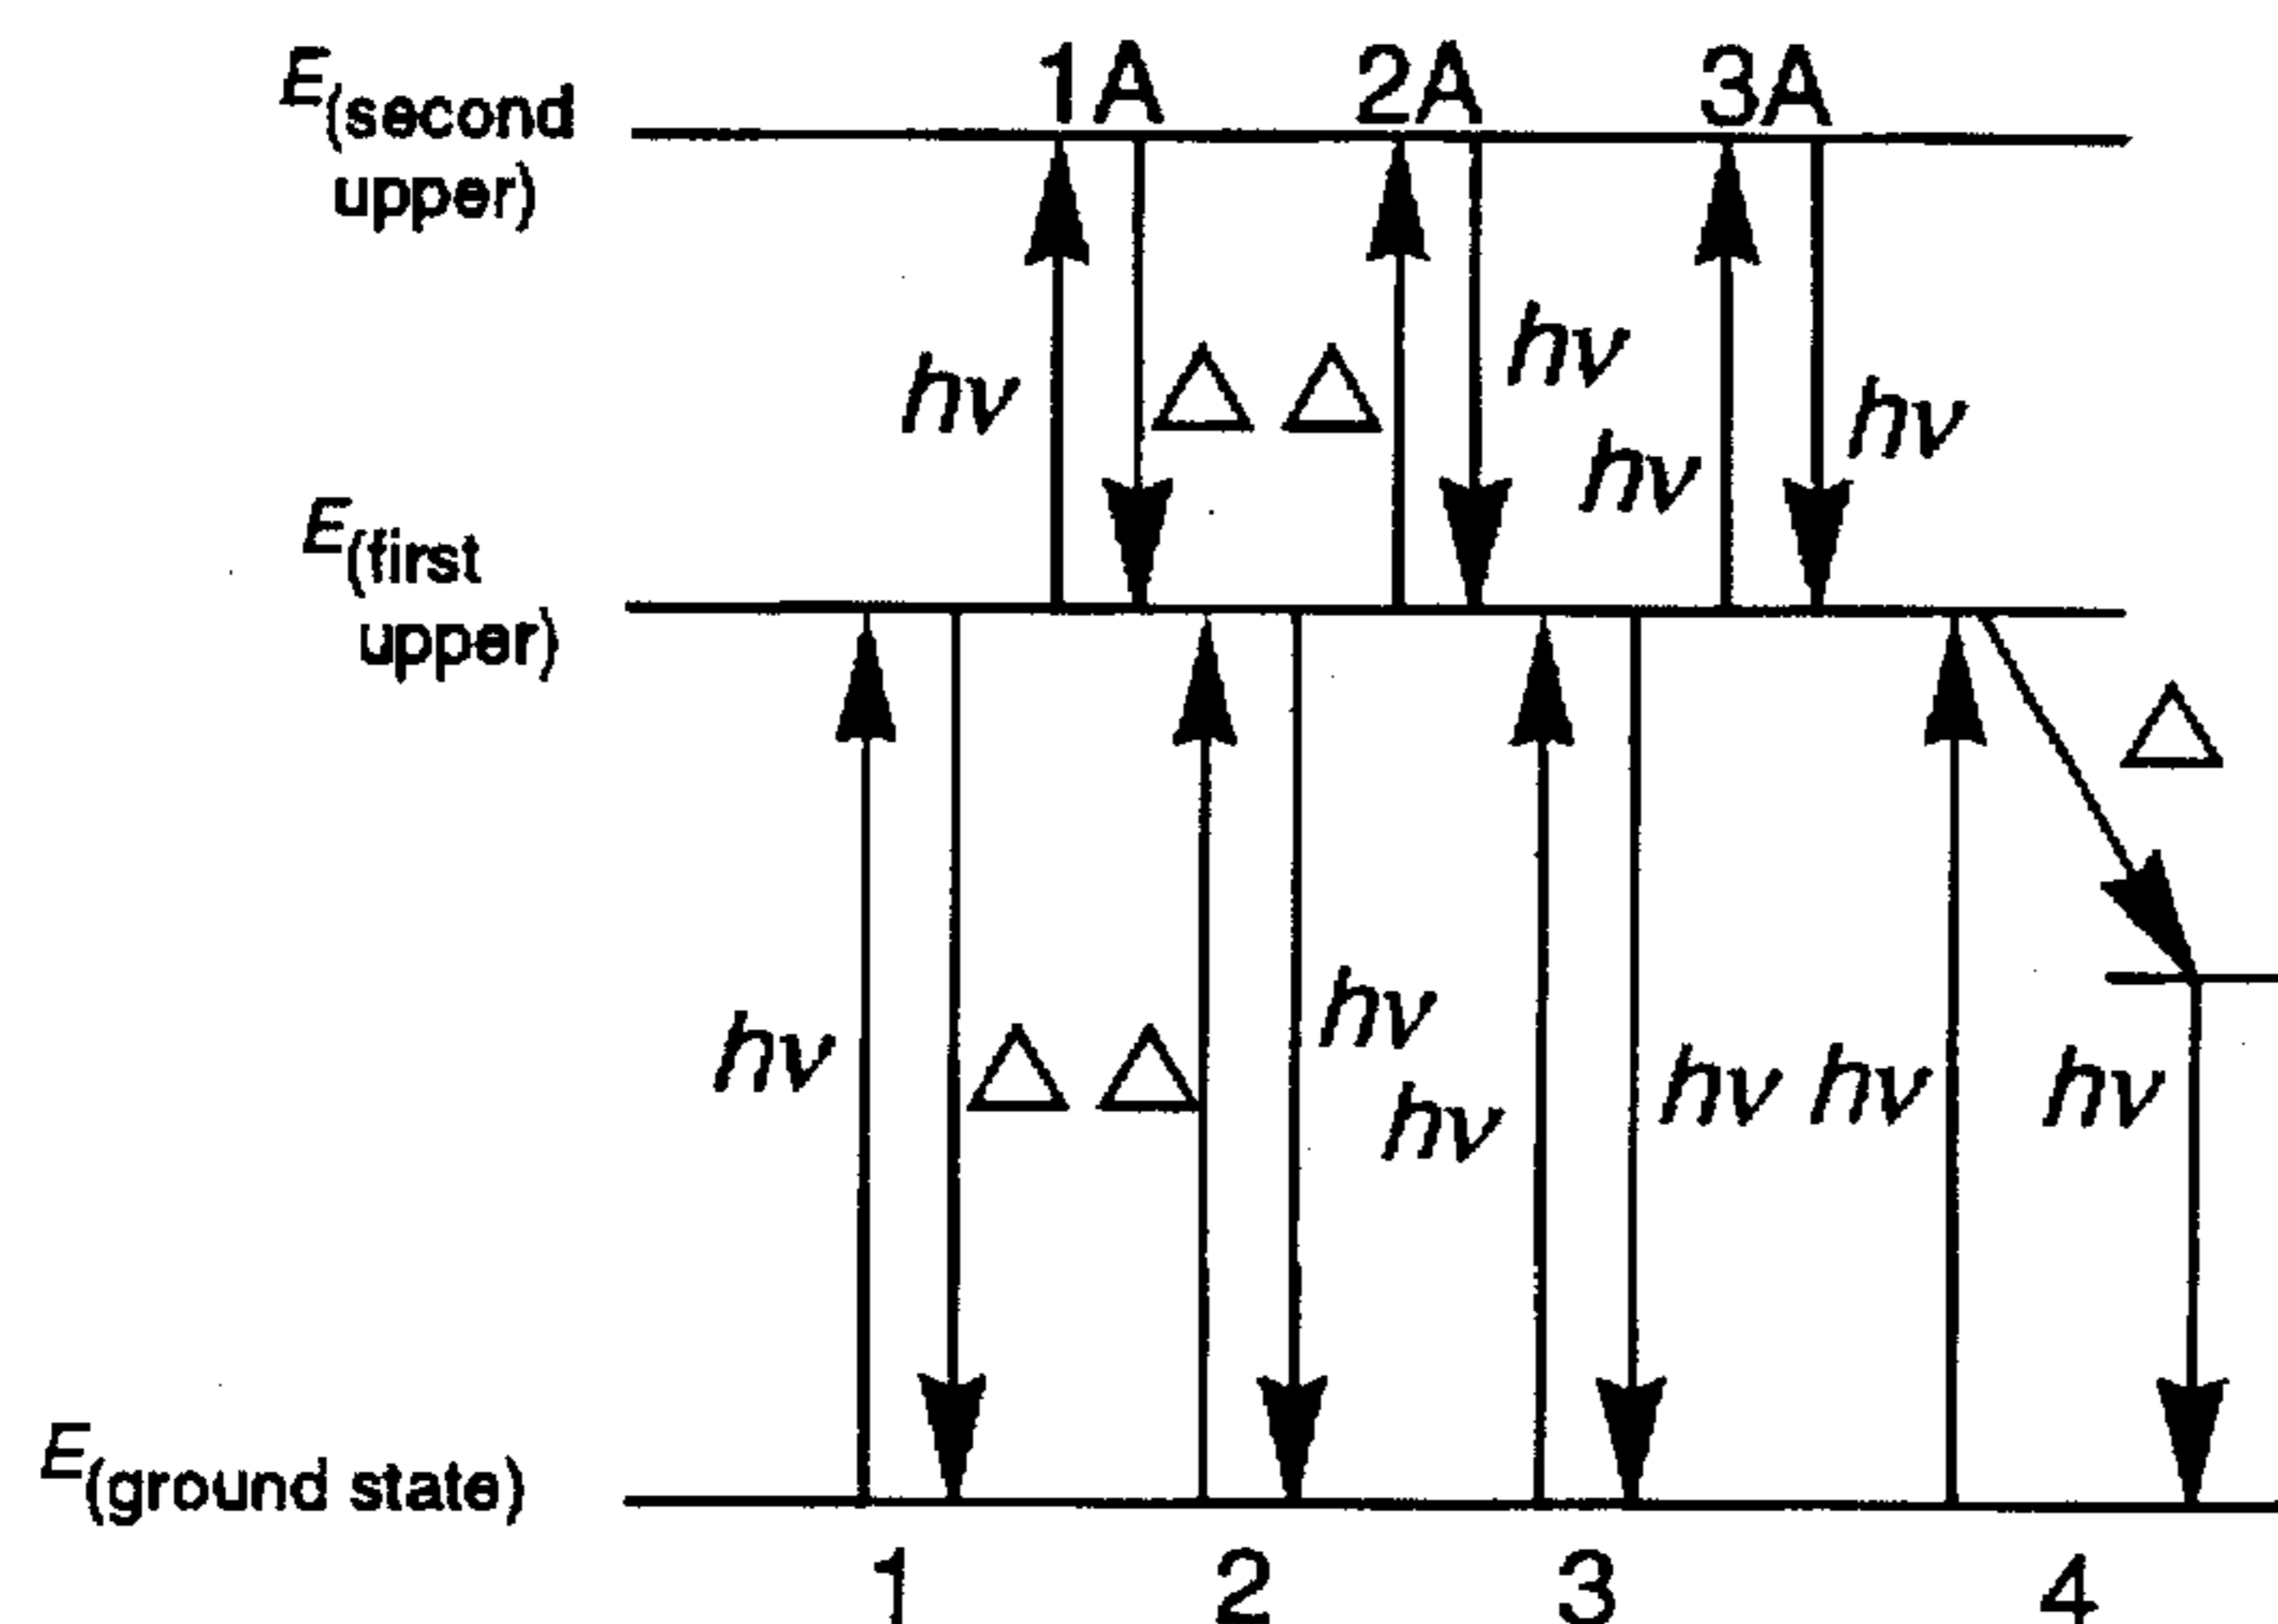 E(second
upper)
1A 2A 3A
hν
△ △
hν
hν
hν
E(first
upper)
△
hν
△ △
hν
hν
hν hν
hν
E(ground state)
1 2 3 4